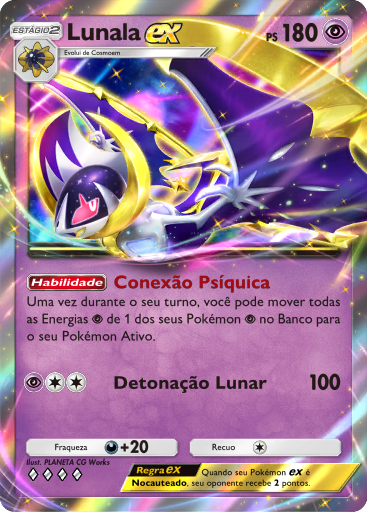 ESTÁGIO 2
Lunala ex
PS 180
Evolui de Cosmoem
Habilidade Conexão Psíquica
Uma vez durante o seu turno, você pode mover todas
as Energias de 1 dos seus Pokémon no Banco para
o seu Pokémon Ativo.
Detonação Lunar 100
Fraqueza +20 Recuo
Ilust. PLANETA CG Works
Regra ex Quando seu Pokémon ex é
Nocauteado, seu oponente recebe 2 pontos.